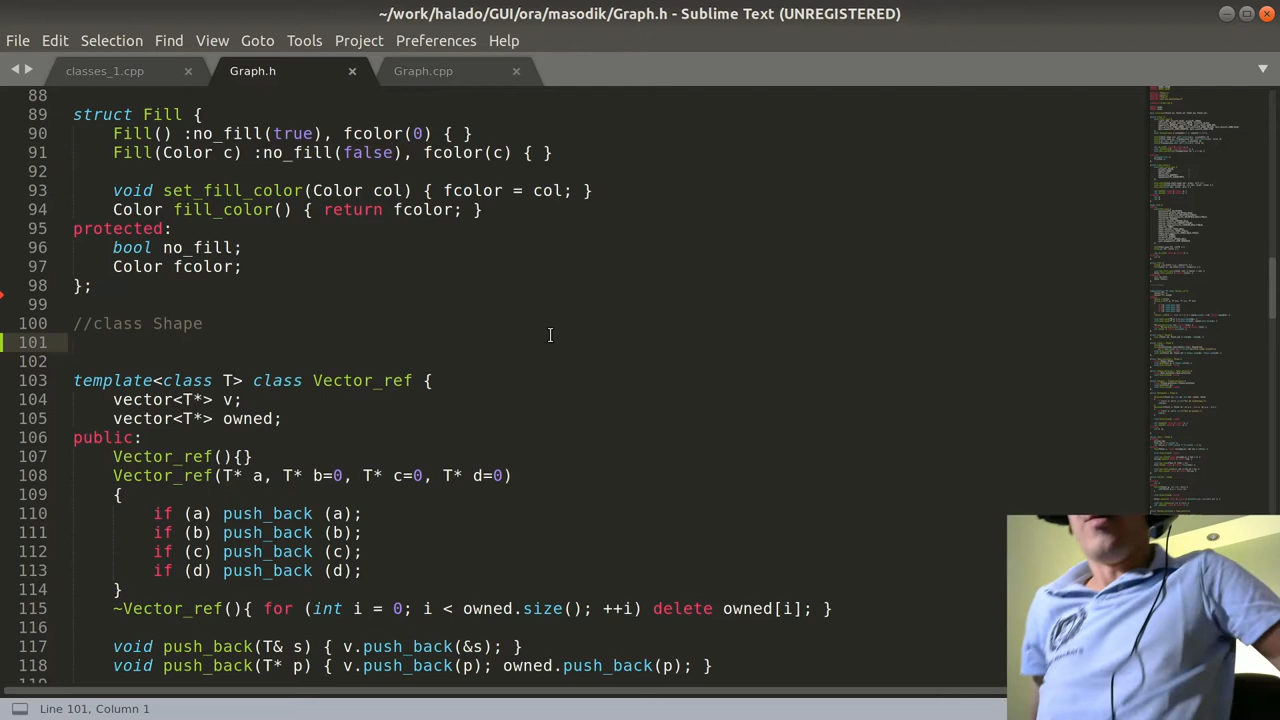 ~/work/halado/GUI/ora/masodik/Graph.h - Sublime Text (UNREGISTERED)
File Edit Selection Find View Goto Tools Project Preferences Help
classes_1.cpp Graph.h Graph.cpp
88
89 struct Fill {
90 Fill() :no_fill(true), fcolor(0) { }
91 Fill(Color c) :no_fill(false), fcolor(c) { }
92
93 void set_fill_color(Color col) { fcolor = col; }
94 Color fill_color() { return fcolor; }
95 protected:
96 bool no_fill;
97 Color fcolor;
98 };
99
100 //class Shape
101
102
103 template<class T> class Vector_ref {
104 vector<T*> v;
105 vector<T*> owned;
106 public:
107 Vector_ref(){}
108 Vector_ref(T* a, T* b=0, T* c=0, T* d=0)
109 {
110 if (a) push_back (a);
111 if (b) push_back (b);
112 if (c) push_back (c);
113 if (d) push_back (d);
114 }
115 ~Vector_ref(){ for (int i = 0; i < owned.size(); ++i) delete owned[i]; }
116
117 void push_back(T& s) { v.push_back(&s); }
118 void push_back(T* p) { v.push_back(p); owned.push_back(p); }
Line 101, Column 1